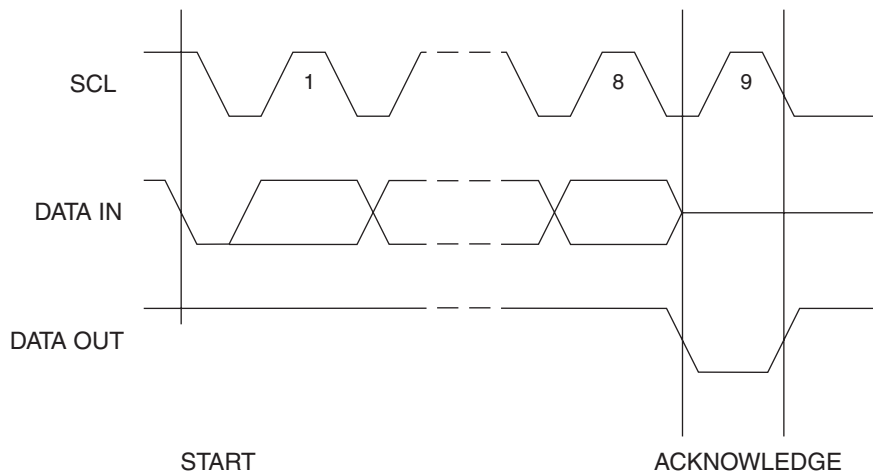 SCL
1
8
9
DATA IN
DATA OUT
START
ACKNOWLEDGE